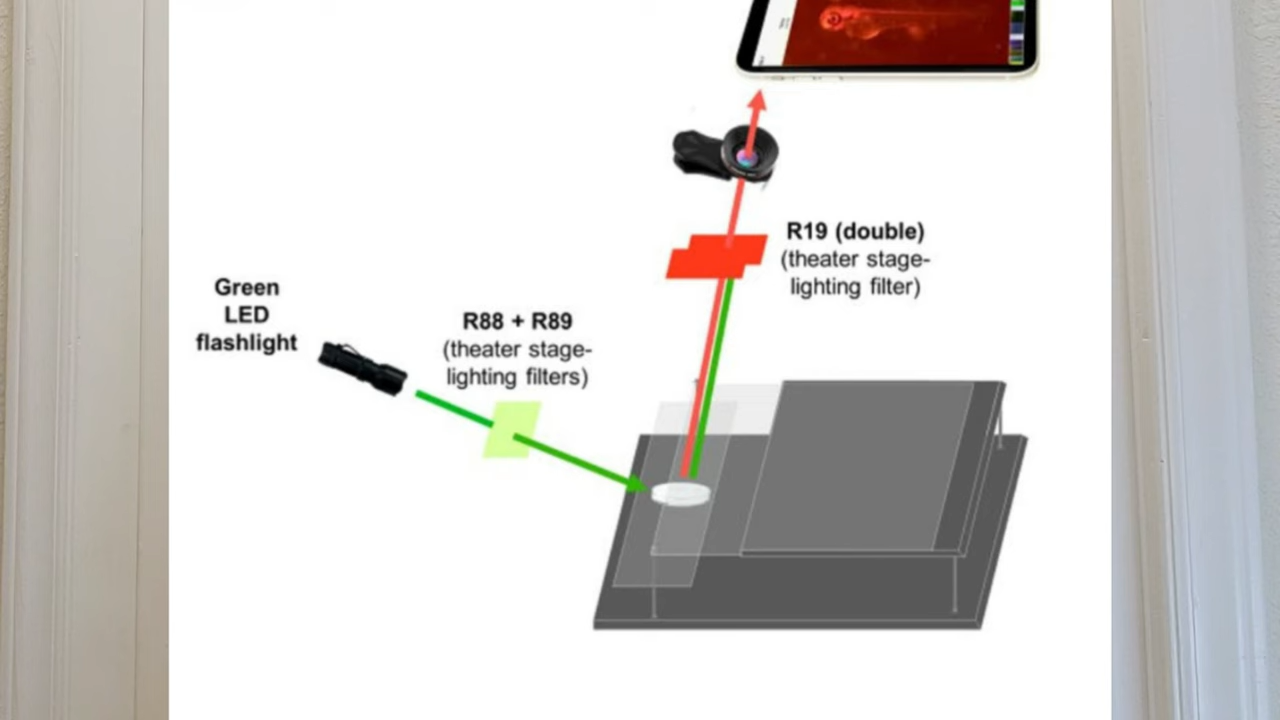 R19 (double)
(theater stage-
lighting filter)
Green
LED
flashlight
R88 + R89
(theater stage-
lighting filters)